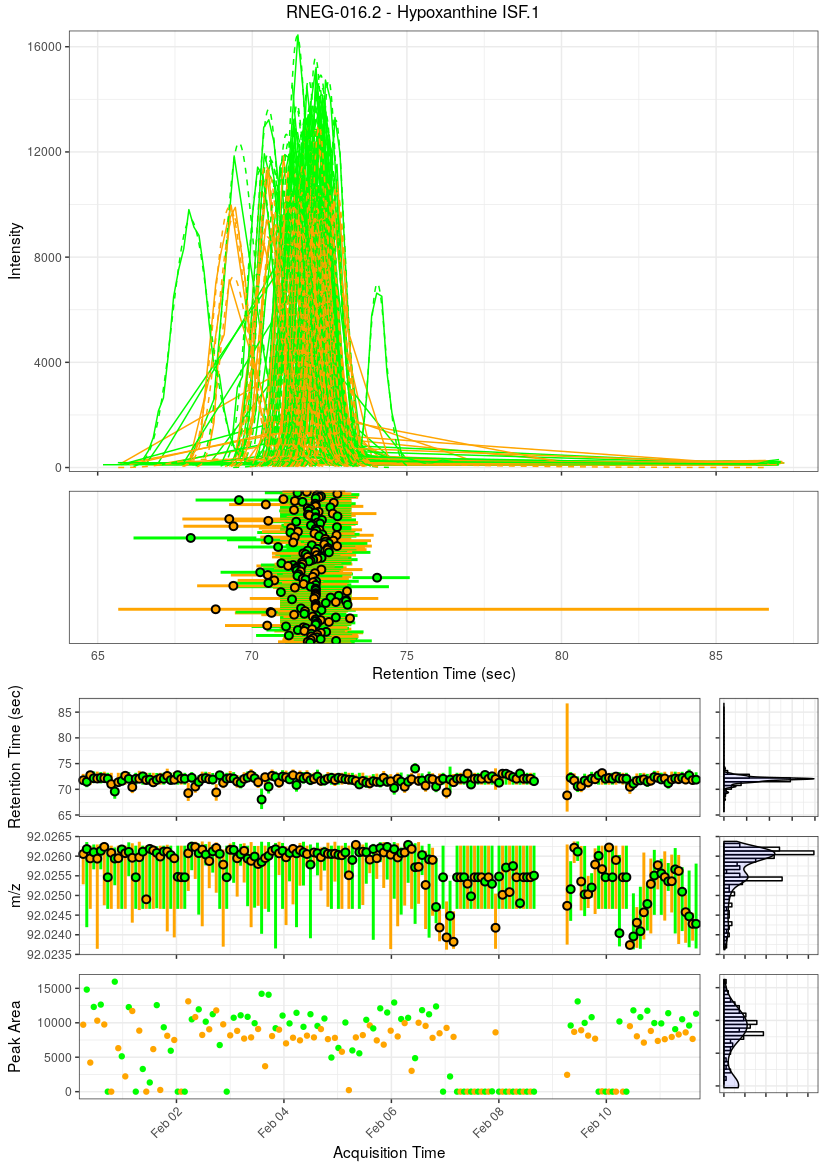 RNEG-016.2 - Hypoxanthine ISF.1
16000
12000
8000
4000
0
Intensity
65
70
75
80
85
Retention Time (sec)
85
80
75
70
65
Retention Time (sec)
92.0265
92.0260
92.0255
92.0250
92.0245
92.0240
92.0235
m/z
15000
10000
5000
0
Peak Area
Feb 02
Feb 04
Feb 06
Feb 08
Feb 10
Acquisition Time